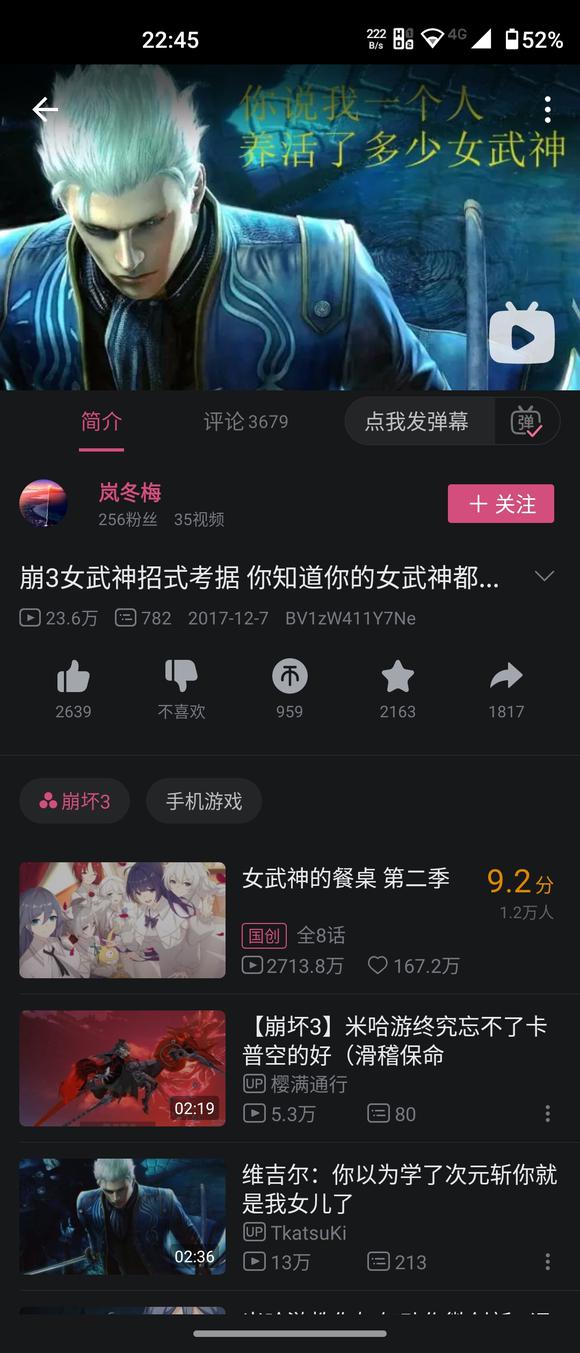 22:45
222
B/s
4G
52%
你说我一个人
养活了多少女武神
简介
评论 3679
点我发弹幕
弹
岚冬梅
256粉丝 35视频
+ 关注
崩3女武神招式考据 你知道你的女武神都...
23.6万 782 2017-12-7 BV1zW411Y7Ne
2639 不喜欢 959 2163 1817
崩坏3 手机游戏
女武神的餐桌 第二季
9.2分
1.2万人
国创 全8话
2713.8万 167.2万
【崩坏3】米哈游终究忘不了卡
普空的好（滑稽保命
UP 樱满通行
02:19
5.3万 80
维吉尔：你以为学了次元斩你就
是我女儿了
UP TkatsuKi
02:36
13万 213